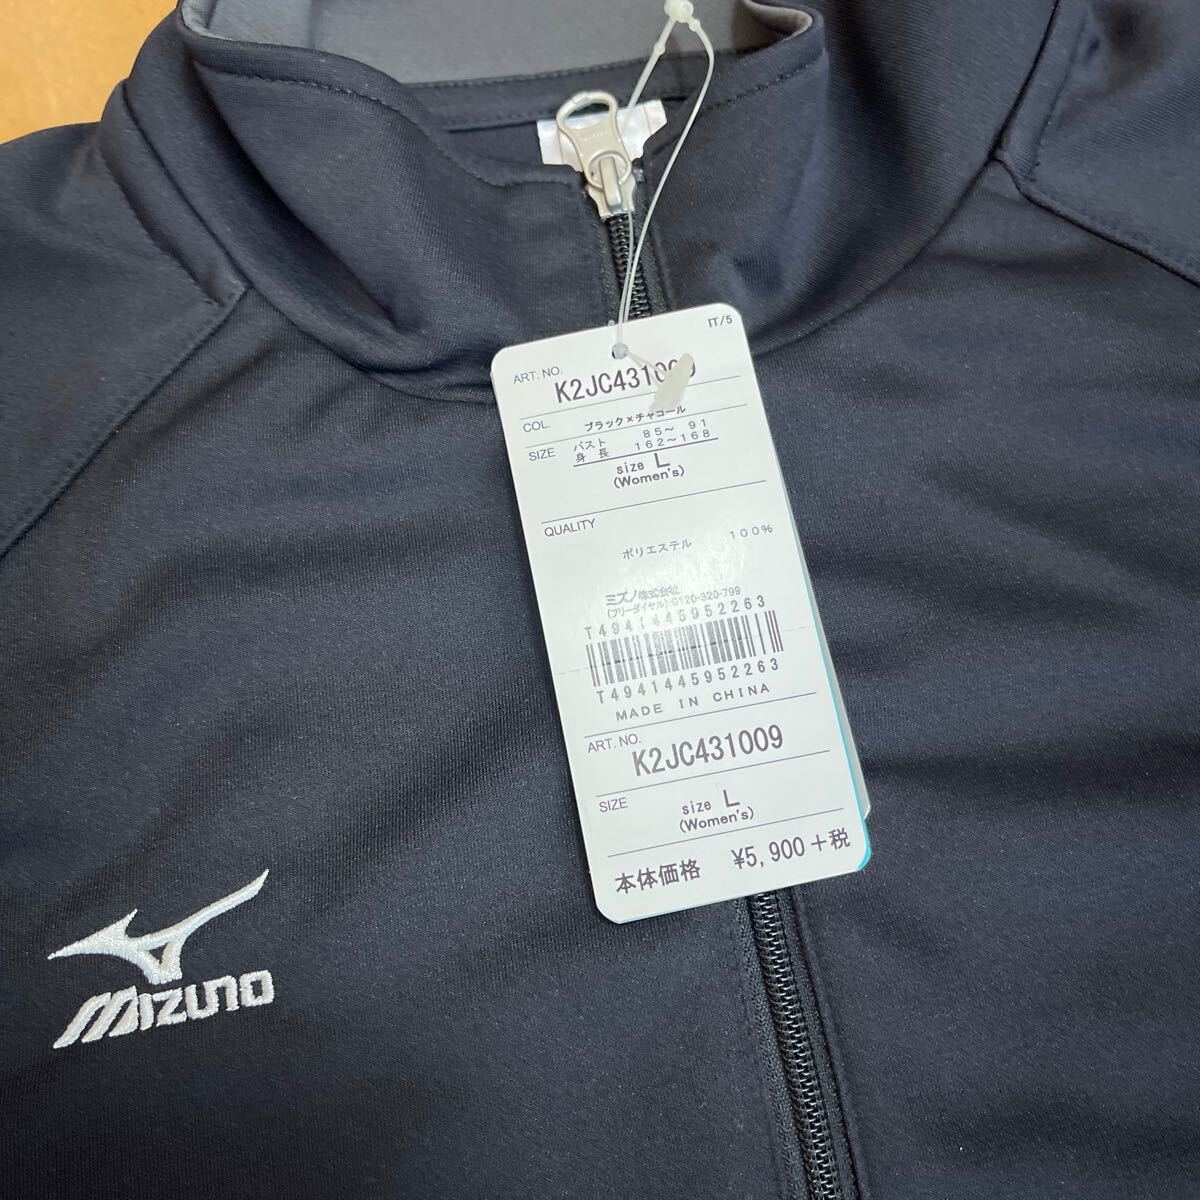 IT/5
ART. NO. K2JC431009
COL ブラック×チャコール
SIZE バスト 85～ 91
身 長 162～168
size L
(Women's)
QUALITY
ポリエステル 100%
ミズノ株式会社
(フリーダイヤル) 0120-320-799
T4941445952263
T4941445952263
MADE IN CHINA
ART. NO.
K2JC431009
SIZE size L
(Women's)
本体価格 ¥5,900+税
MIZUNO